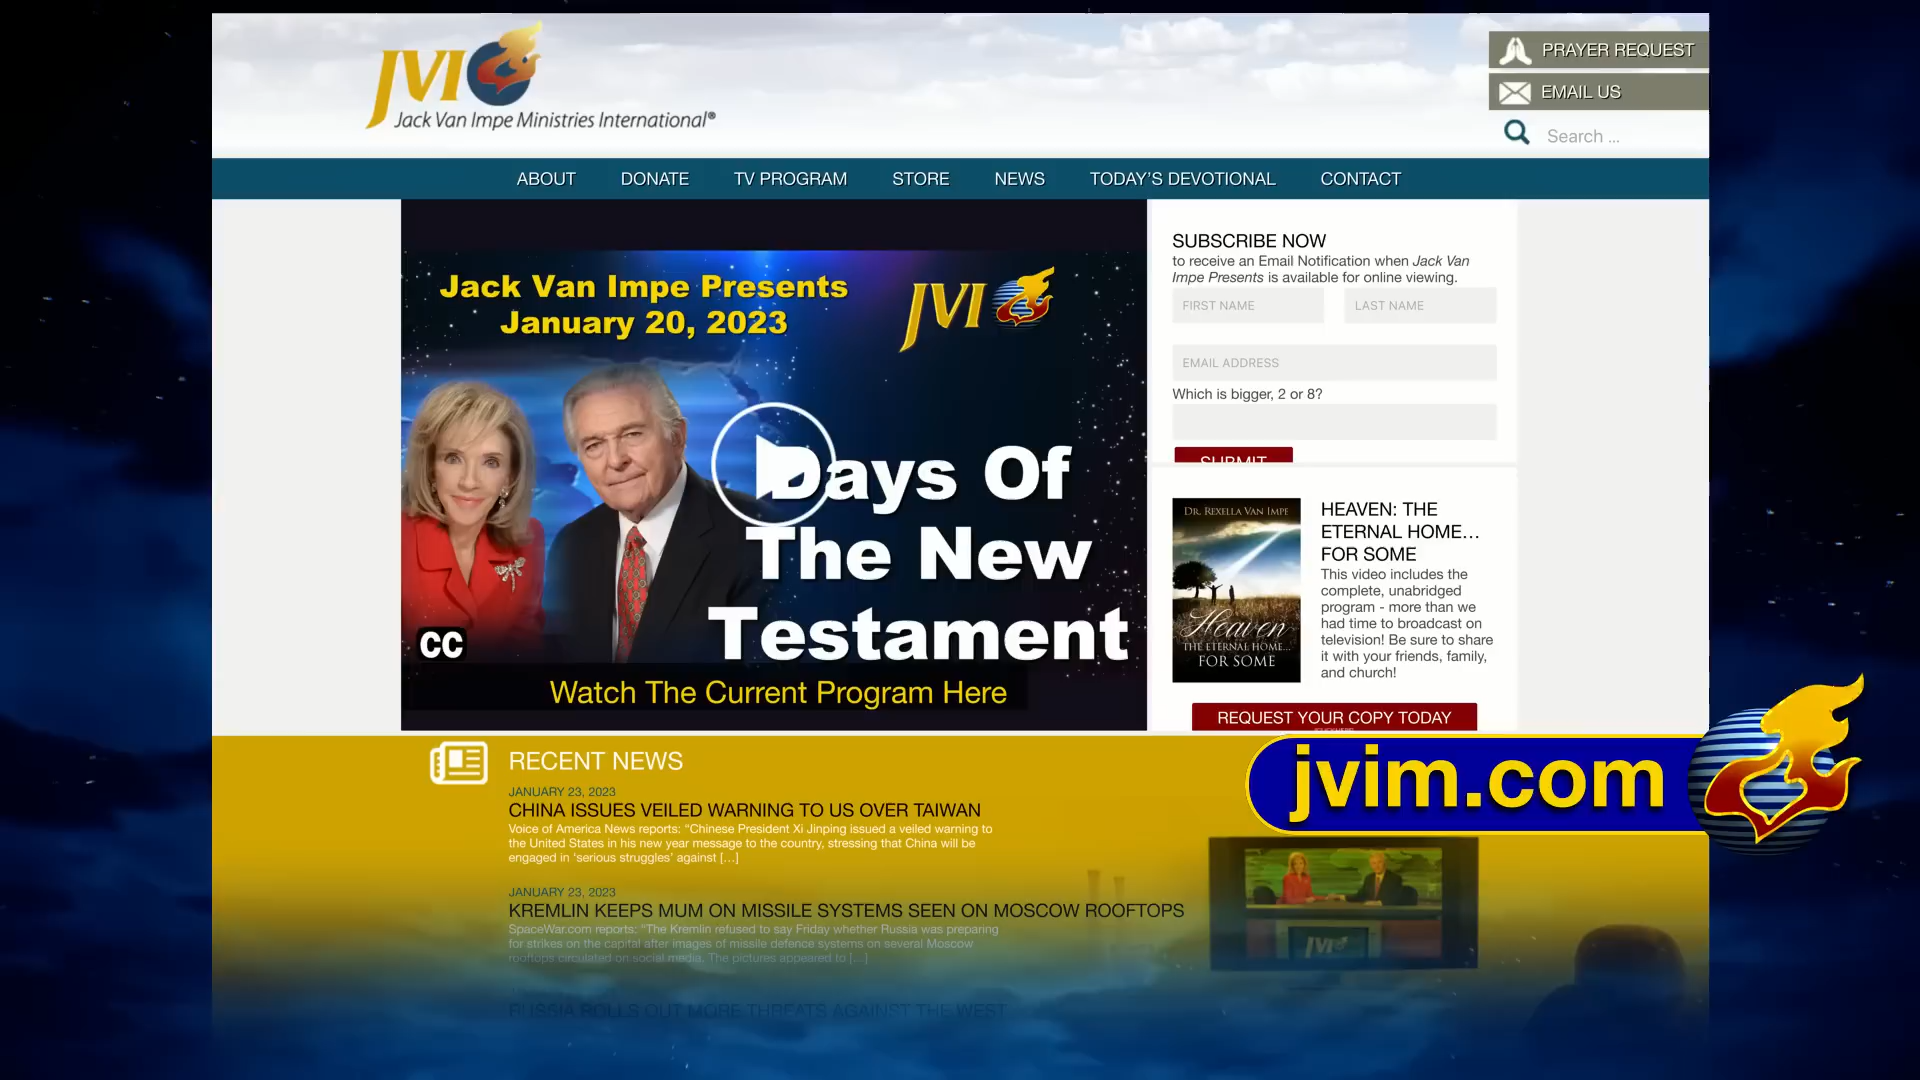 JVI
Jack Van Impe Ministries International®
PRAYER REQUEST
EMAIL US
Search ...
ABOUT DONATE TV PROGRAM STORE NEWS TODAY'S DEVOTIONAL CONTACT
Jack Van Impe Presents
January 20, 2023
JVI
Days Of
The New
Testament
CC
Watch The Current Program Here
SUBSCRIBE NOW
to receive an Email Notification when Jack Van
Impe Presents is available for online viewing.
FIRST NAME LAST NAME
EMAIL ADDRESS
Which is bigger, 2 or 8?
SUBMIT
DR. REXELLA VAN IMPE
Heaven
THE ETERNAL HOME...
FOR SOME
HEAVEN: THE
ETERNAL HOME...
FOR SOME
This video includes the
complete, unabridged
program - more than we
had time to broadcast on
television! Be sure to share
it with your friends, family,
and church!
REQUEST YOUR COPY TODAY
jvim.com
RECENT NEWS
JANUARY 23, 2023
CHINA ISSUES VEILED WARNING TO US OVER TAIWAN
Voice of America News reports: "Chinese President Xi Jinping issued a veiled warning to
the United States in his new year message to the country, stressing that China will be
engaged in 'serious struggles' against [...]
JANUARY 23, 2023
KREMLIN KEEPS MUM ON MISSILE SYSTEMS SEEN ON MOSCOW ROOFTOPS
SpaceWar.com reports: "The Kremlin refused to say Friday whether Russia was preparing
for strikes on the capital after images of missile defence systems on several Moscow
rooftops circulated on social media. The pictures appeared to [...]
RUSSIA ROLLS OUT MORE THREATS AGAINST THE WEST
JVI